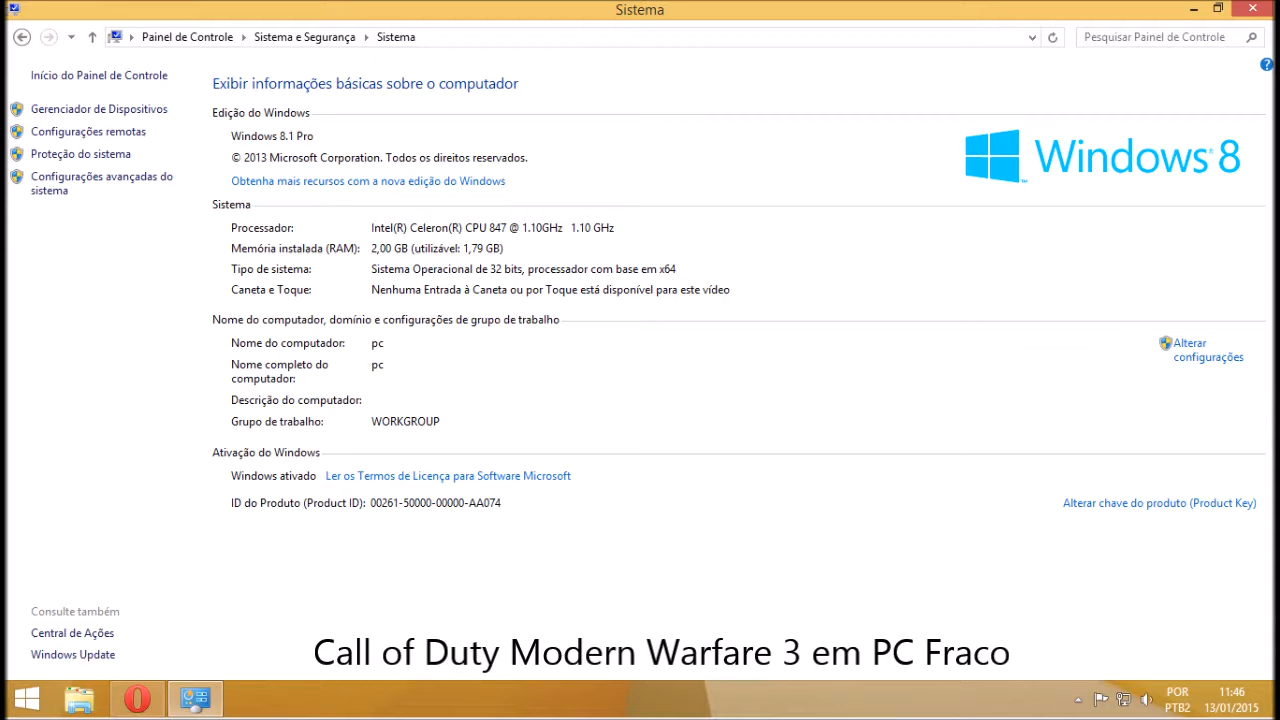 Sistema
Painel de Controle Sistema e Segurança Sistema
Pesquisar Painel de Controle
Início do Painel de Controle
Gerenciador de Dispositivos
Configurações remotas
Proteção do sistema
Configurações avançadas do
sistema
Exibir informações básicas sobre o computador
Edição do Windows
Windows 8.1 Pro
© 2013 Microsoft Corporation. Todos os direitos reservados.
Obtenha mais recursos com a nova edição do Windows
Windows® 8
Sistema
Processador: Intel(R) Celeron(R) CPU 847 @ 1.10GHz 1.10 GHz
Memória instalada (RAM): 2,00 GB (utilizável: 1,79 GB)
Tipo de sistema: Sistema Operacional de 32 bits, processador com base em x64
Caneta e Toque: Nenhuma Entrada à Caneta ou por Toque está disponível para este vídeo
Nome do computador, domínio e configurações de grupo de trabalho
Nome do computador: pc
Nome completo do
computador: pc
Descrição do computador:
Grupo de trabalho: WORKGROUP
Alterar
configurações
Ativação do Windows
Windows ativado Ler os Termos de Licença para Software Microsoft
ID do Produto (Product ID): 00261-50000-00000-AA074
Alterar chave do produto (Product Key)
Consulte também
Central de Ações
Windows Update
Call of Duty Modern Warfare 3 em PC Fraco
POR 11:46
PTB2 13/01/2015